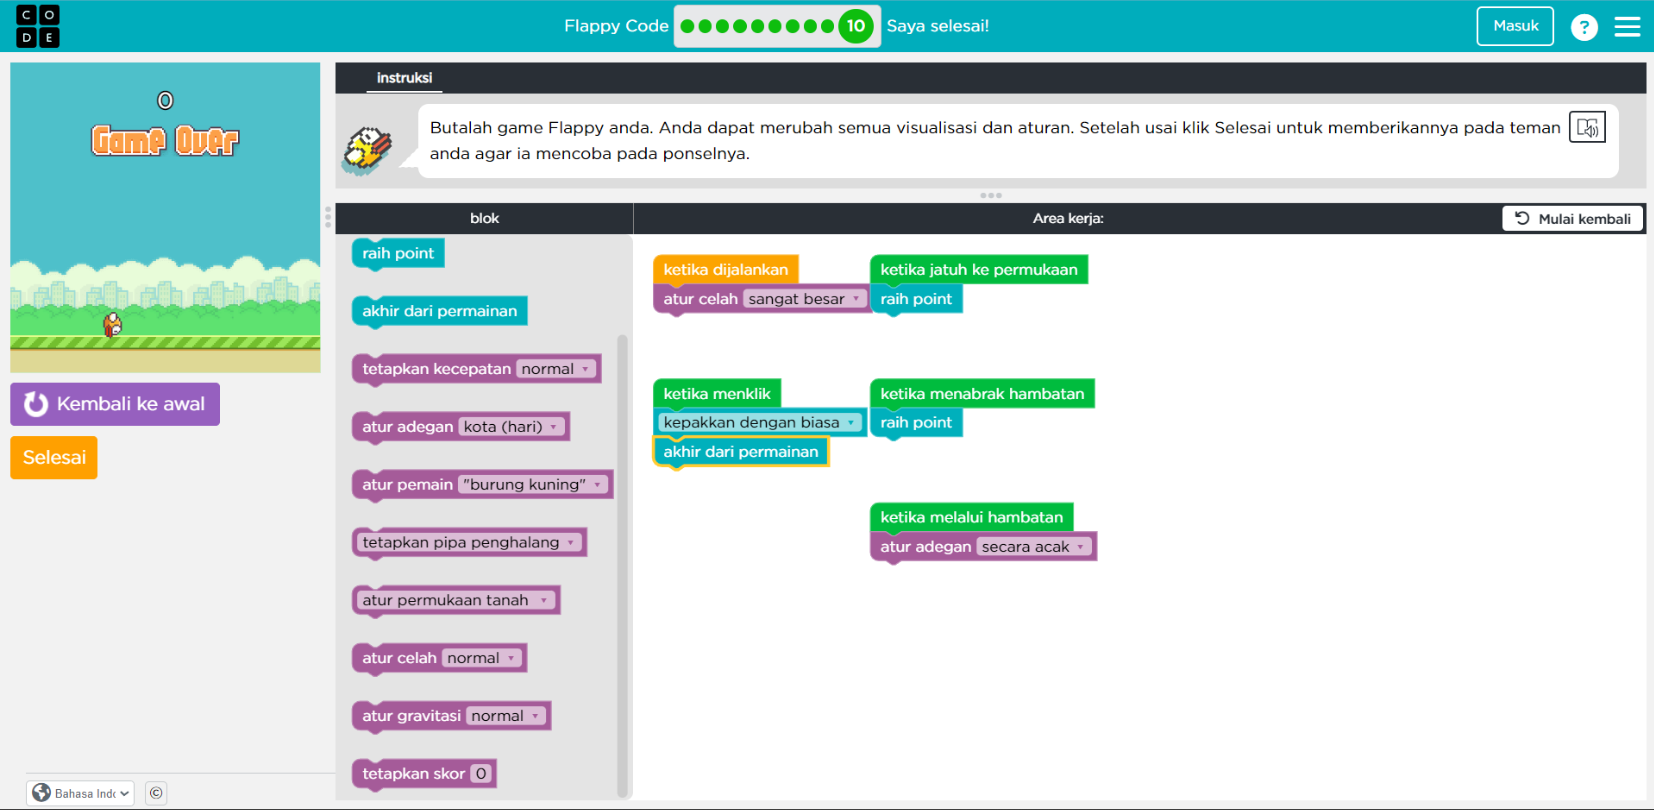 C O
D E
Flappy Code
10
Saya selesai!
Masuk
?
0
Game Over
Kembali ke awal
Selesai
instruksi
Butalah game Flappy anda. Anda dapat merubah semua visualisasi dan aturan. Setelah usai klik Selesai untuk memberikannya pada teman
anda agar ia mencoba pada ponselnya.
blok
Area kerja:
Mulai kembali
raih point
akhir dari permainan
tetapkan kecepatan normal
atur adegan kota (hari)
atur pemain "burung kuning"
tetapkan pipa penghalang
atur permukaan tanah
atur celah normal
atur gravitasi normal
tetapkan skor 0
ketika dijalankan
atur celah sangat besar
ketika jatuh ke permukaan
raih point
ketika menklik
kepakkan dengan biasa
akhir dari permainan
ketika menabrak hambatan
raih point
ketika melalui hambatan
atur adegan secara acak
Bahasa Indo
©